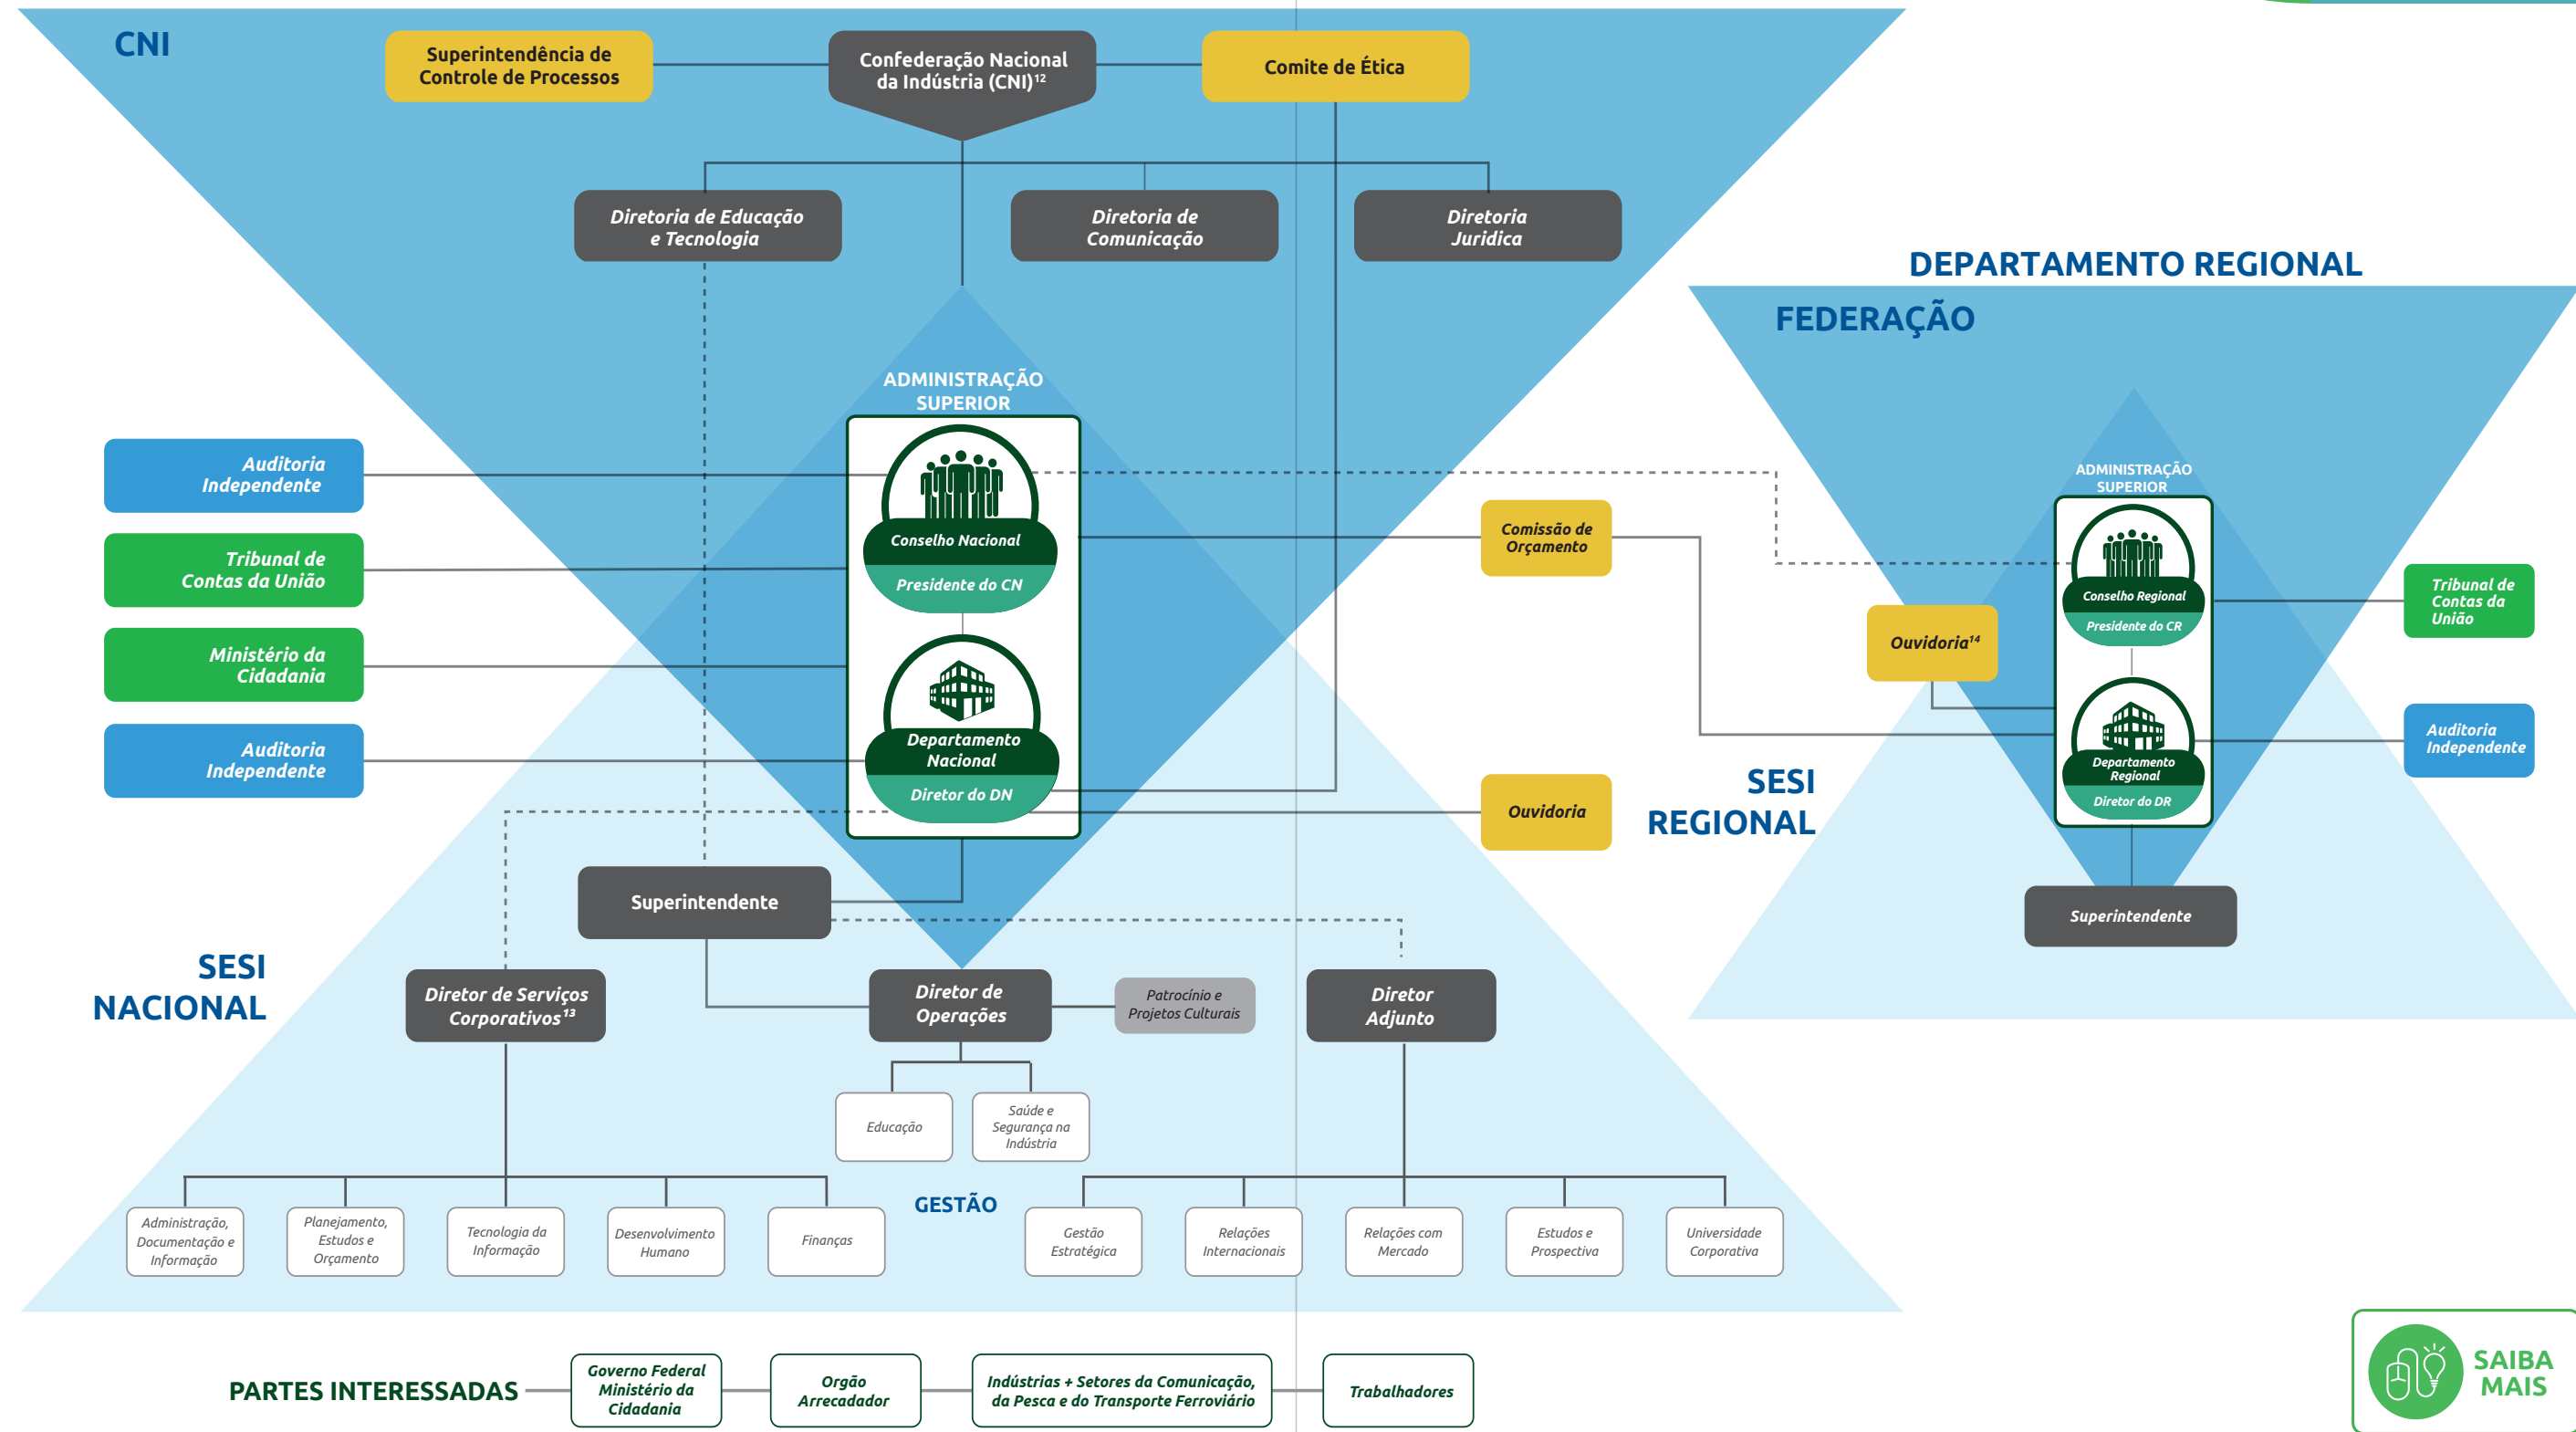 CNI
Superintendência de
Controle de Processos
Confederação Nacional
da Indústria (CNI)¹²
Comite de Ética
Diretoria de Educação
e Tecnologia
Diretoria de
Comunicação
Diretoria
Juridica
DEPARTAMENTO REGIONAL
FEDERAÇÃO
ADMINISTRAÇÃO
SUPERIOR
Auditoria
Independente
Tribunal de
Contas da União
Ministério da
Cidadania
Auditoria
Independente
Conselho Nacional
Presidente do CN
Departamento
Nacional
Diretor do DN
Comissão de
Orçamento
Ouvidoria
ADMINISTRAÇÃO
SUPERIOR
Conselho Regional
Presidente do CR
Departamento
Regional
Diretor do DR
Ouvidoria¹⁴
Tribunal de
Contas da
União
Auditoria
Independente
SESI
REGIONAL
Superintendente
Superintendente
SESI
NACIONAL
Diretor de Serviços
Corporativos¹³
Diretor de
Operações
Patrocínio e
Projetos Culturais
Diretor
Adjunto
Educação
Saúde e
Segurança na
Indústria
GESTÃO
Administração,
Documentação e
Informação
Planejamento,
Estudos e
Orçamento
Tecnologia da
Informação
Desenvolvimento
Humano
Finanças
Gestão
Estratégica
Relações
Internacionais
Relações com
Mercado
Estudos e
Prospectiva
Universidade
Corporativa
PARTES INTERESSADAS
Governo Federal
Ministério da
Cidadania
Orgão
Arrecadador
Indústrias + Setores da Comunicação,
da Pesca e do Transporte Ferroviário
Trabalhadores
SAIBA
MAIS